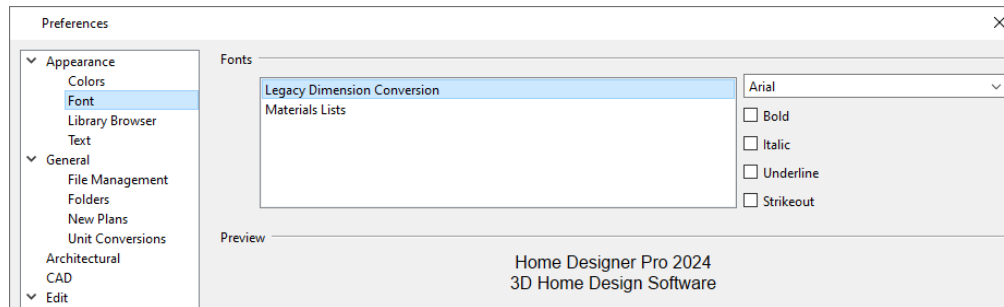 Preferences
Appearance
Colors
Font
Library Browser
Text
General
File Management
Folders
New Plans
Unit Conversions
Architectural
CAD
Edit
Fonts
Legacy Dimension Conversion
Materials Lists
Arial
Bold
Italic
Underline
Strikeout
Preview
Home Designer Pro 2024
3D Home Design Software